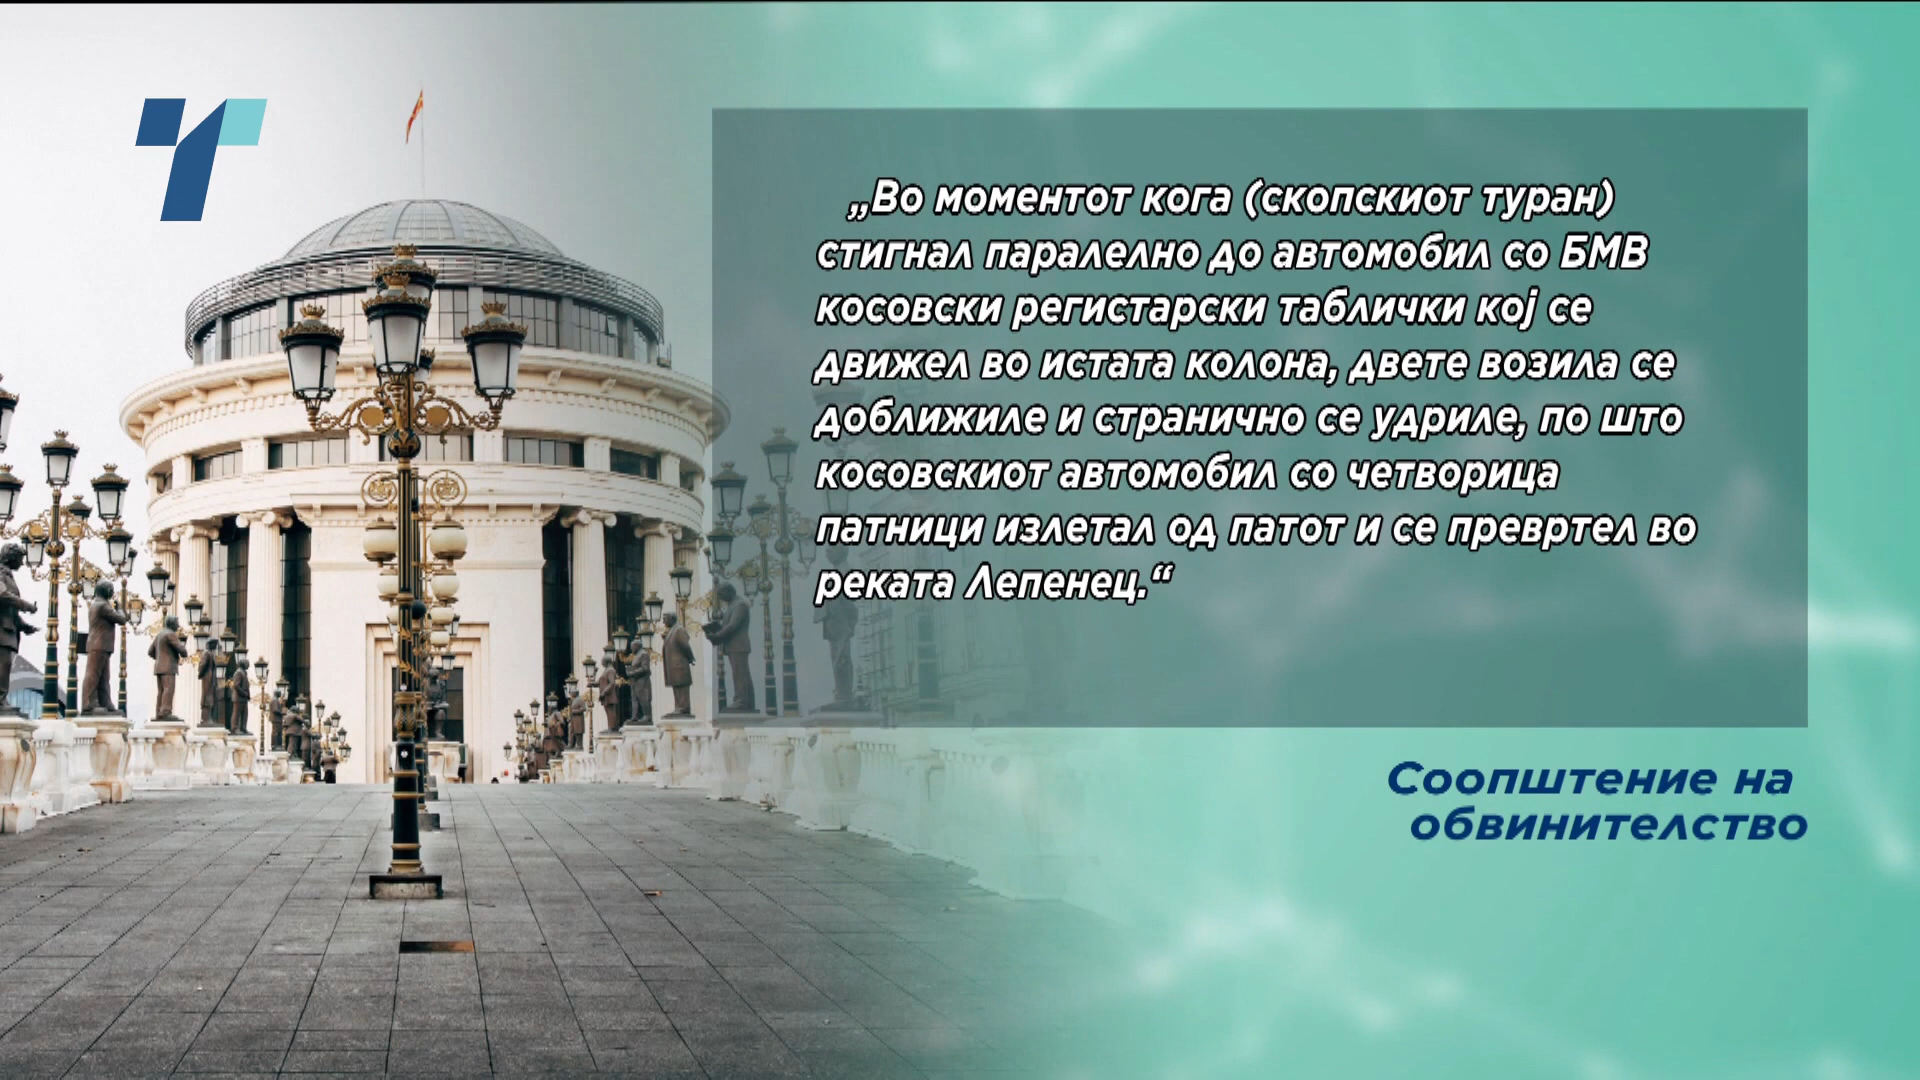 „Во моментот кога (скопскиот туран)
стигнал паралелно до автомобил со БМВ
косовски регистарски таблички кој се
движел во истата колона, двете возила се
доближиле и странично се удриле, по што
косовскиот автомобил со четворица
патници излетал од патот и се превртел во
реката Лепенец.“
Соопштение на
обвинителство